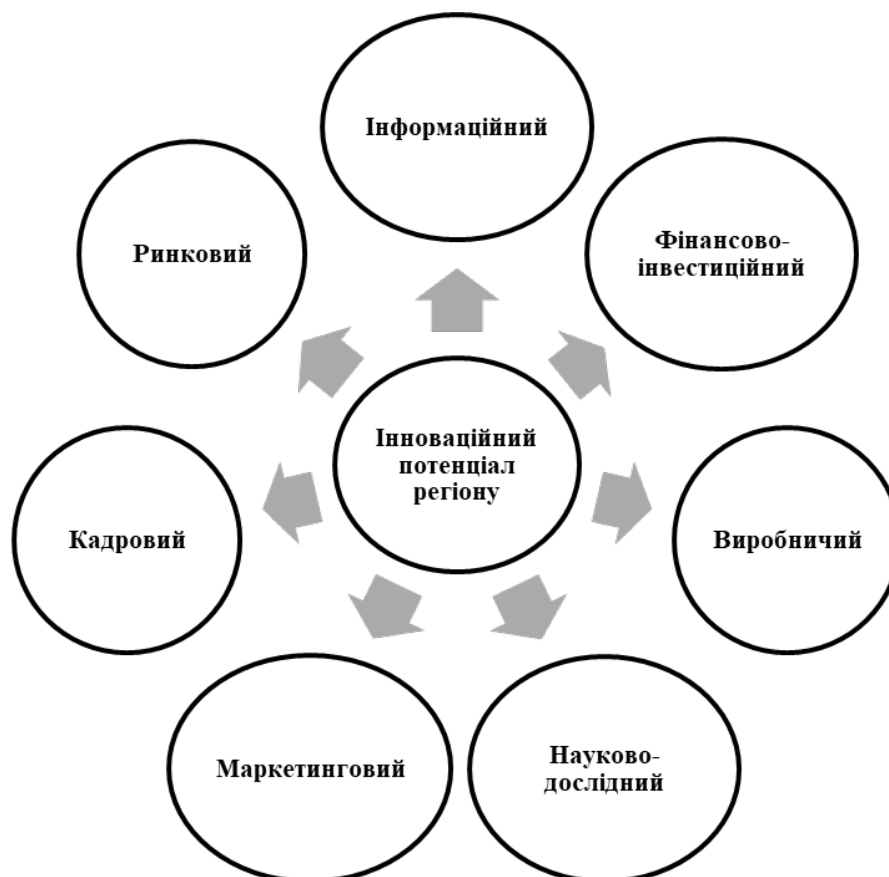 Інформаційний
Фінансово-
інвестиційний
Ринковий
Інноваційний
потенціал
регіону
Кадровий
Виробничий
Маркетинговий
Науково-
дослідний